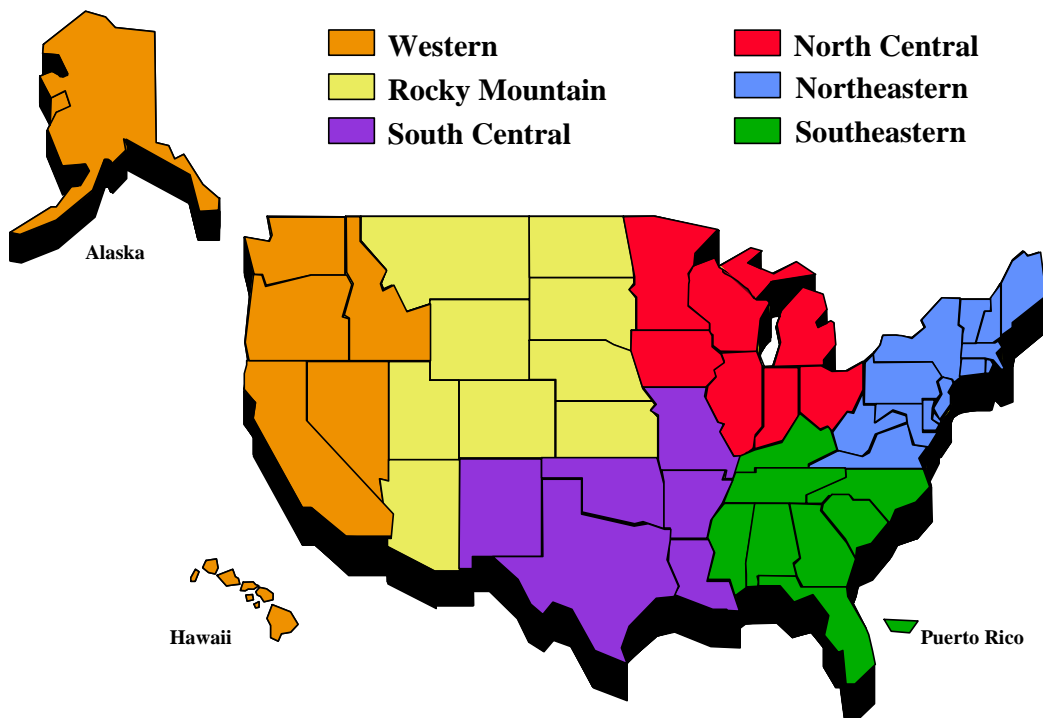 Western
Rocky Mountain
South Central
North Central
Northeastern
Southeastern
Alaska
Hawaii
Puerto Rico